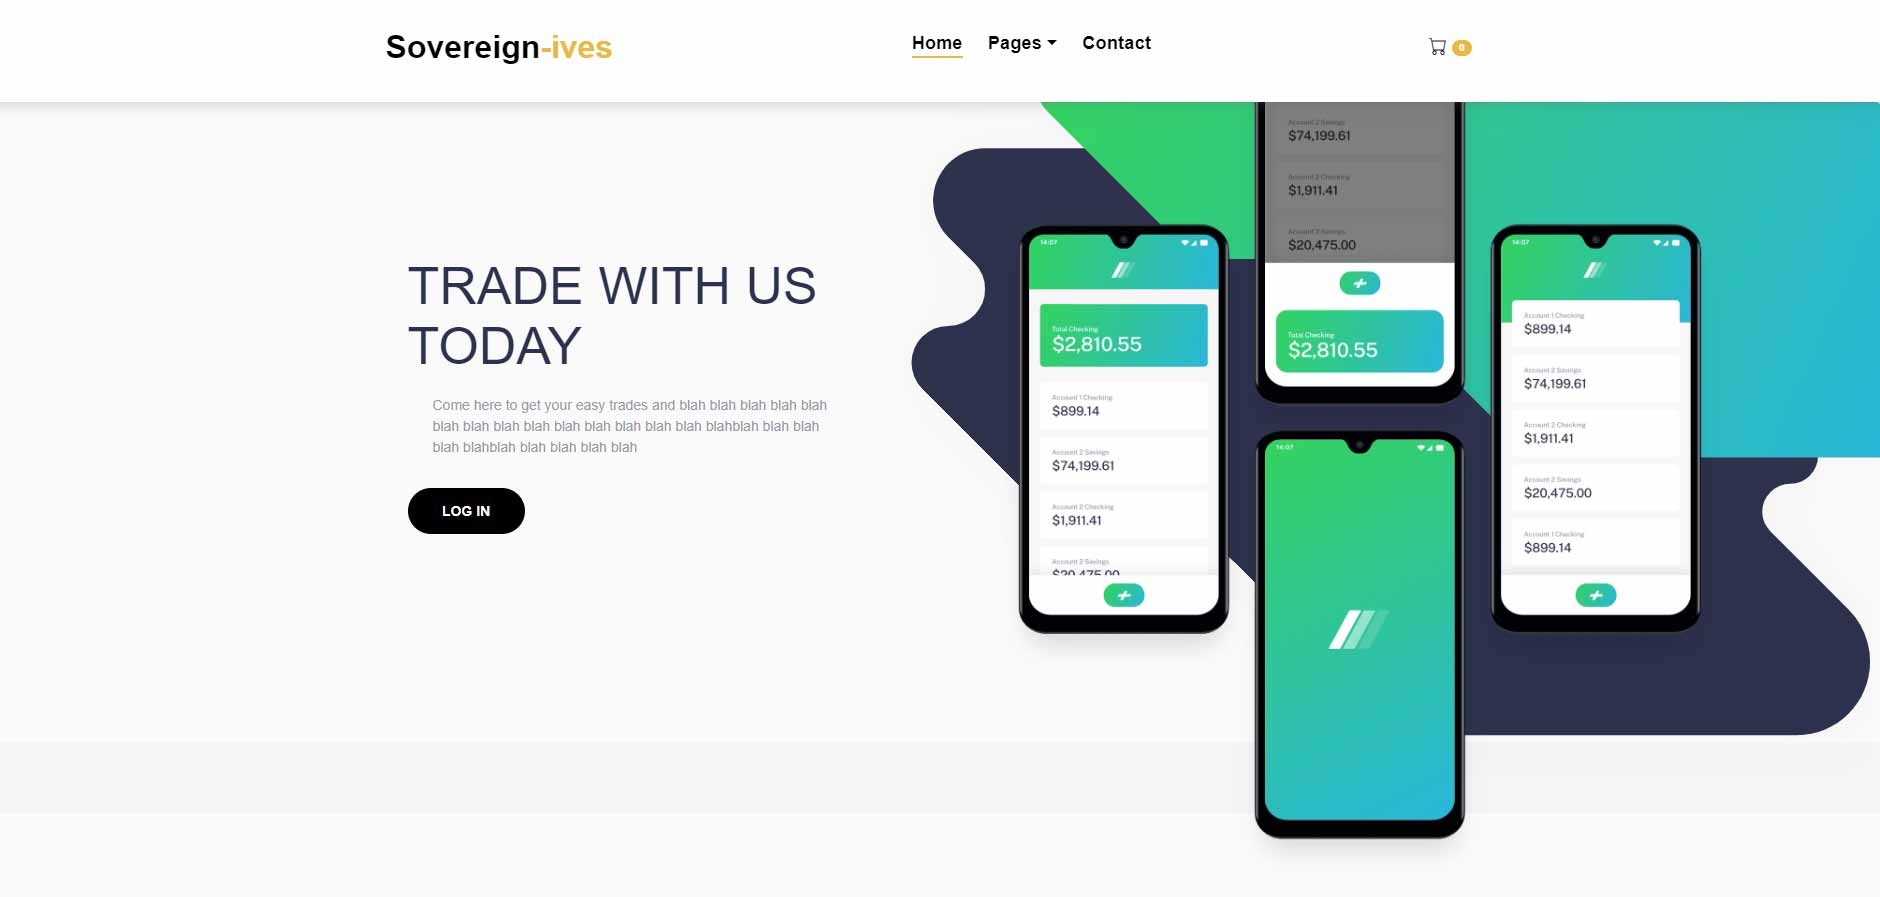 Sovereign-ives
Home Pages Contact
0
TRADE WITH US
TODAY
Come here to get your easy trades and blah blah blah blah blah
blah blah blah blah blah blah blah blah blah blahblah blah blah
blah blahblah blah blah blah blah
LOG IN
14:07
Total Checking
$2,810.55
Account 1 Checking
$899.14
Account 2 Savings
$74,199.61
Account 2 Checking
$1,911.41
Account 2 Savings
$20,475.00
Account 2 Savings
$74,199.61
Account 2 Checking
$1,911.41
Account 2 Savings
$20,475.00
Total Checking
$2,810.55
14:07
14:07
Account 1 Checking
$899.14
Account 2 Savings
$74,199.61
Account 2 Checking
$1,911.41
Account 2 Savings
$20,475.00
Account 1 Checking
$899.14